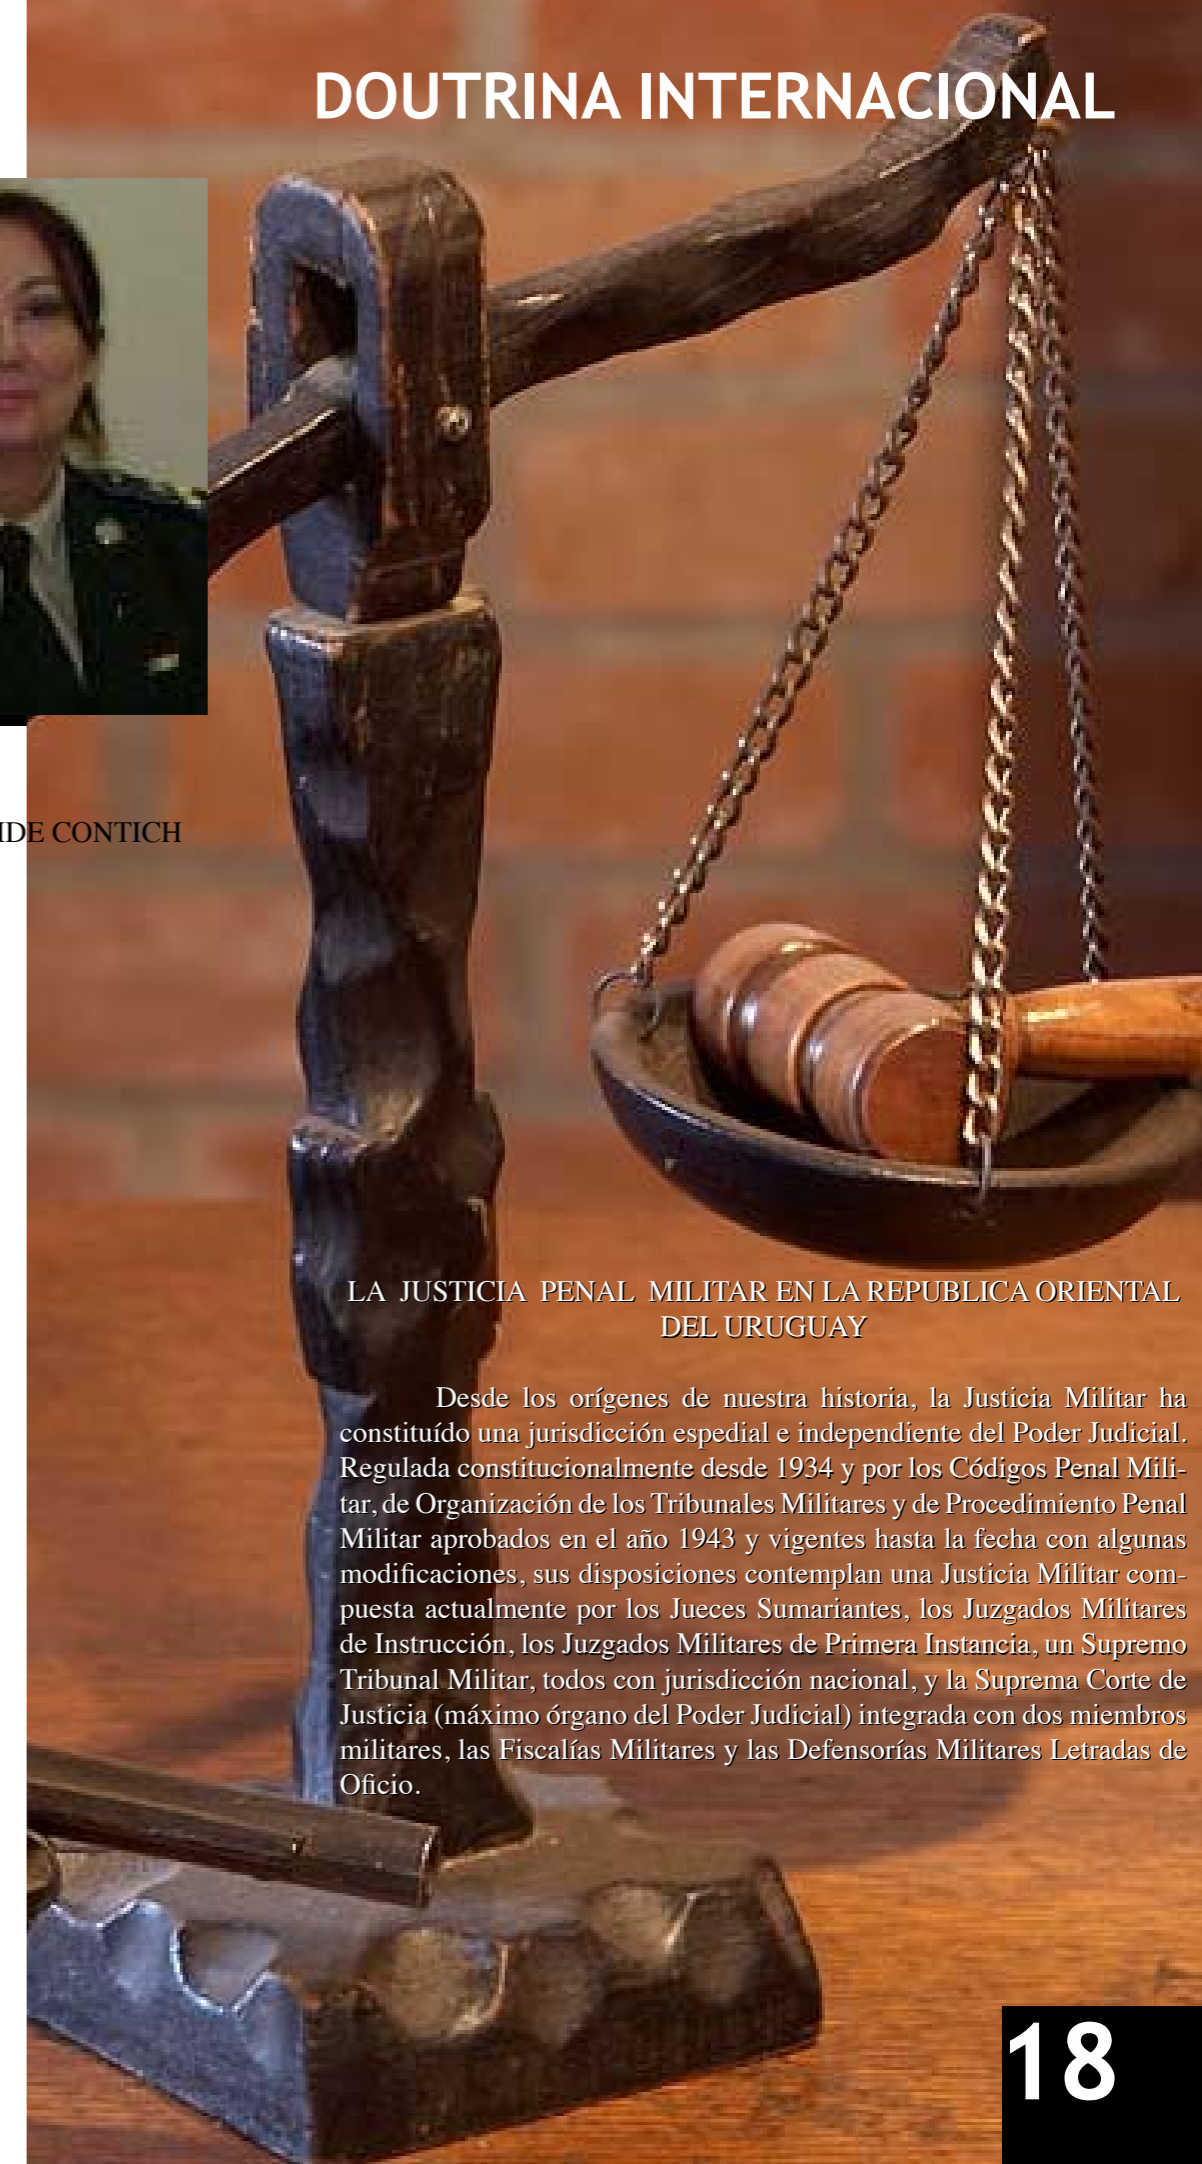 DOUTRINA INTERNACIONAL
CONTICH
LA JUSTICIA PENAL MILITAR EN LA REPUBLICA ORIENTAL
DEL URUGUAY
Desde los orígenes de nuestra historia, la Justicia Militar ha
constituído una jurisdicción espedial e independiente del Poder Judicial.
Regulada constitucionalmente desde 1934 y por los Códigos Penal Mili-
tar, de Organización de los Tribunales Militares y de Procedimiento Penal
Militar aprobados en el año 1943 y vigentes hasta la fecha con algunas
modificaciones, sus disposiciones contemplan una Justicia Militar com-
puesta actualmente por los Jueces Sumariantes, los Juzgados Militares
de Instrucción, los Juzgados Militares de Primera Instancia, un Supremo
Tribunal Militar, todos con jurisdicción nacional, y la Suprema Corte de
Justicia (máximo órgano del Poder Judicial) integrada con dos miembros
militares, las Fiscalías Militares y las Defensorías Militares Letradas de
Oficio.
18